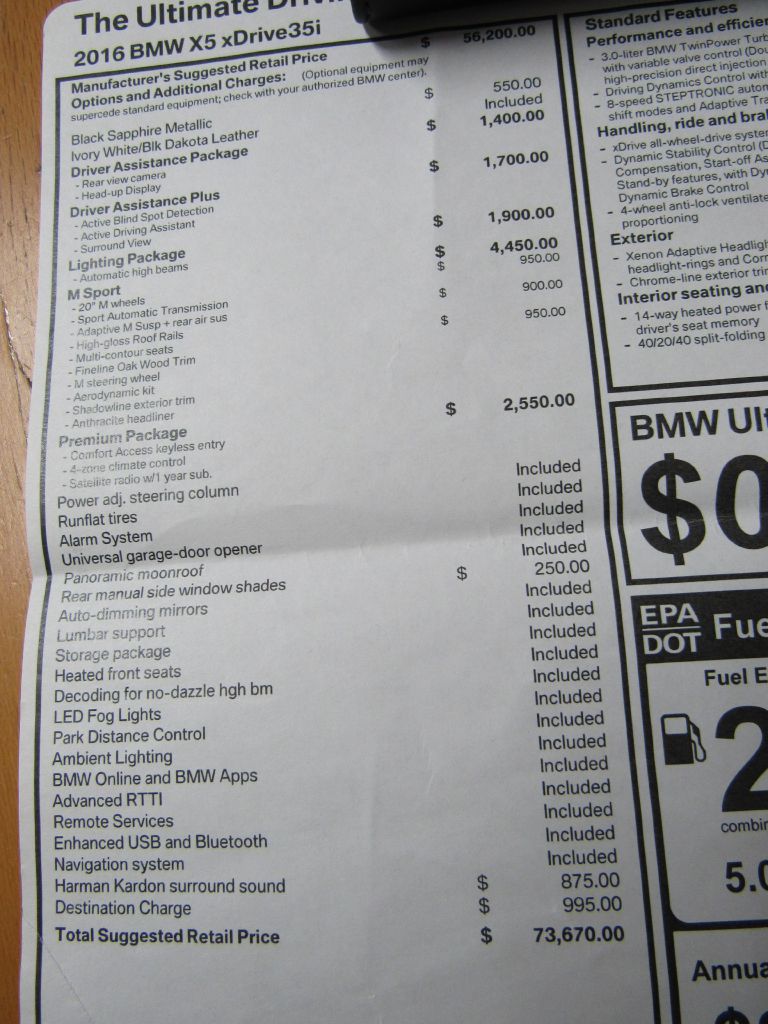 The Ultimate
2016 BMW X5 xDrive35i
Manufacturer's Suggested Retail Price $ 56,200.00
Options and Additional Charges: (Optional equipment may
supercede standard equipment; check with your authorized BMW center).
Black Sapphire Metallic $ 550.00
Ivory White/Blk Dakota Leather Included
Driver Assistance Package $ 1,400.00
- Rear view camera
- Head-up Display
Driver Assistance Plus $ 1,700.00
- Active Blind Spot Detection
- Active Driving Assistant
- Surround View
Lighting Package $ 1,900.00
- Automatic high beams
M Sport $ 4,450.00
- 20" M wheels $ 950.00
- Sport Automatic Transmission
- Adaptive M Susp + rear air sus $ 900.00
- High-gloss Roof Rails
- Multi-contour seats $ 950.00
- Fineline Oak Wood Trim
- M steering wheel
- Aerodynamic kit
- Shadowline exterior trim
- Anthracite headliner
Premium Package $ 2,550.00
- Comfort Access keyless entry
- 4-zone climate control
- Satellite radio w/1 year sub.
Power adj. steering column Included
Runflat tires Included
Alarm System Included
Universal garage-door opener Included
Panoramic moonroof Included
Rear manual side window shades $ 250.00
Auto-dimming mirrors Included
Lumbar support Included
Storage package Included
Heated front seats Included
Decoding for no-dazzle hgh bm Included
LED Fog Lights Included
Park Distance Control Included
Ambient Lighting Included
BMW Online and BMW Apps Included
Advanced RTTI Included
Remote Services Included
Enhanced USB and Bluetooth Included
Navigation system Included
Harman Kardon surround sound $ 875.00
Destination Charge $ 995.00
Total Suggested Retail Price $ 73,670.00
Standard Features
Performance and
- 3.0-liter BMW TwinPower
with variable valve control
high-precision direct injection
- Driving Dynamics Control with
- 8-speed STEPTRONIC
shift modes and Adaptive
Handling, ride and
- xDrive all-wheel-drive
- Dynamic Stability Control
Compensation, Start-off
Stand-by features, with
Dynamic Brake Control
- 4-wheel anti-lock
proportioning
Exterior
- Xenon Adaptive
headlight-rings and
- Chrome-line exterior
Interior seating
- 14-way heated power
driver's seat memory
- 40/20/40 split-folding
BMW
$0
EPA
DOT
Fuel
2
5.0